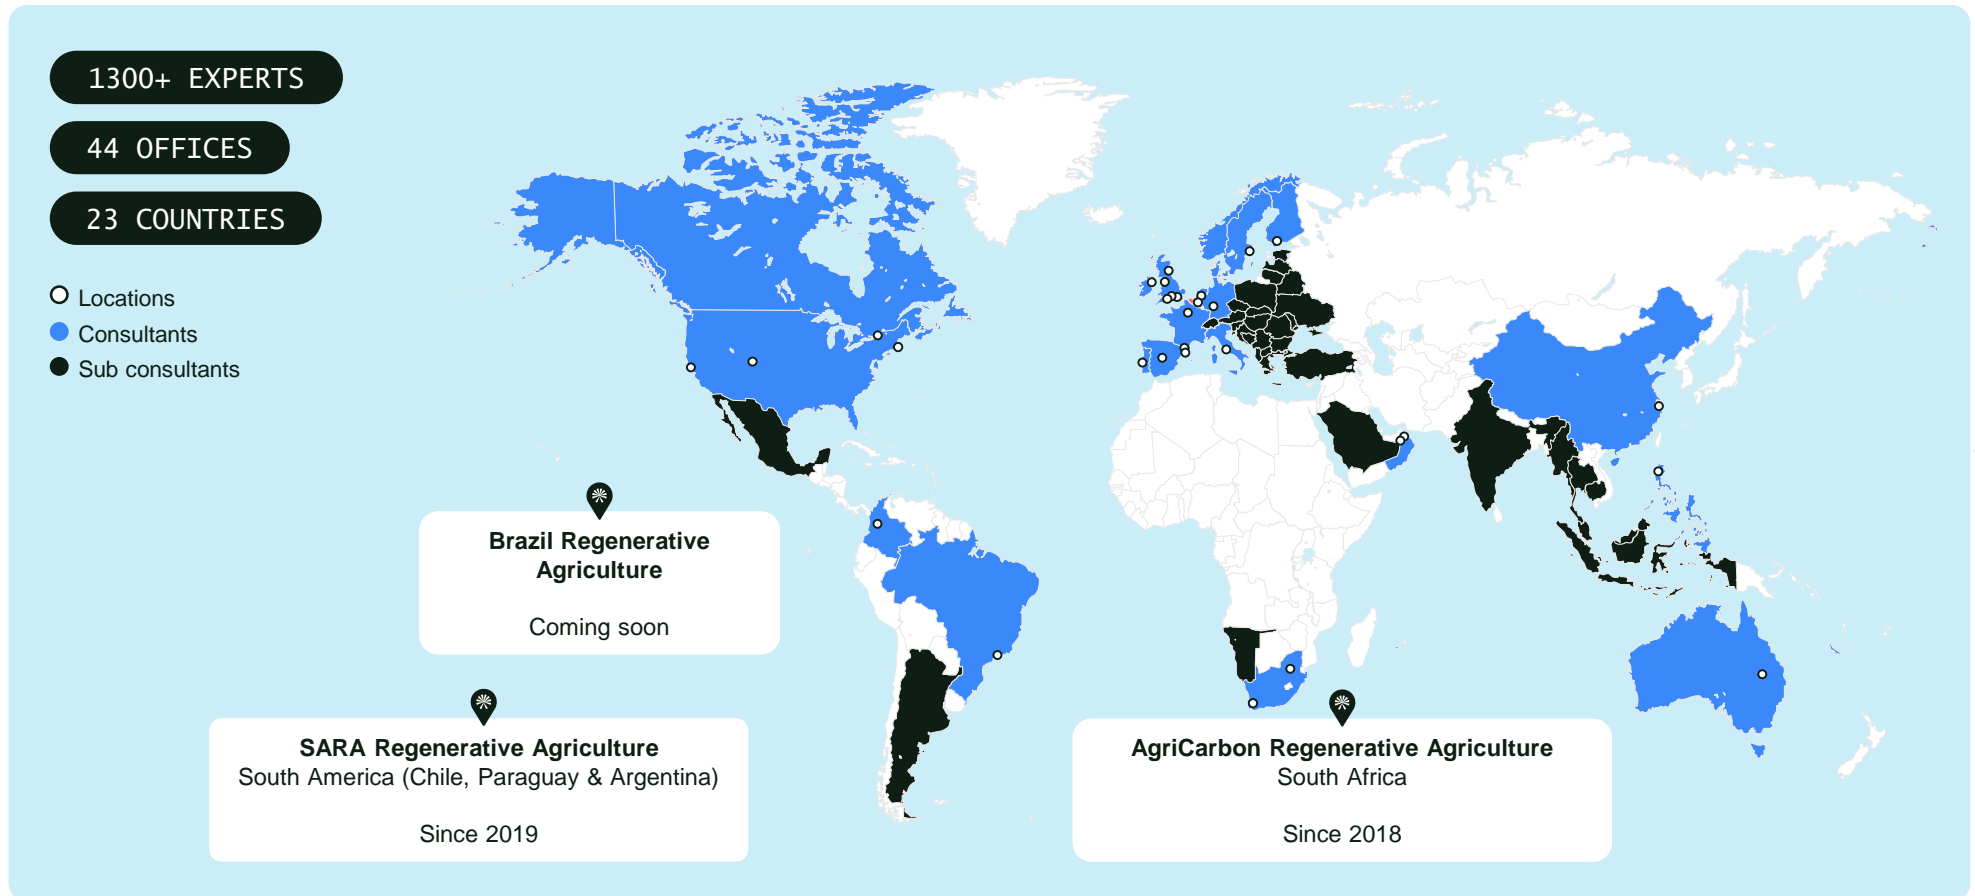 1300+ EXPERTS
44 OFFICES
23 COUNTRIES
Locations
Consultants
Sub consultants
Brazil Regenerative
Agriculture
Coming soon
SARA Regenerative Agriculture
South America (Chile, Paraguay & Argentina)
Since 2019
AgriCarbon Regenerative Agriculture
South Africa
Since 2018